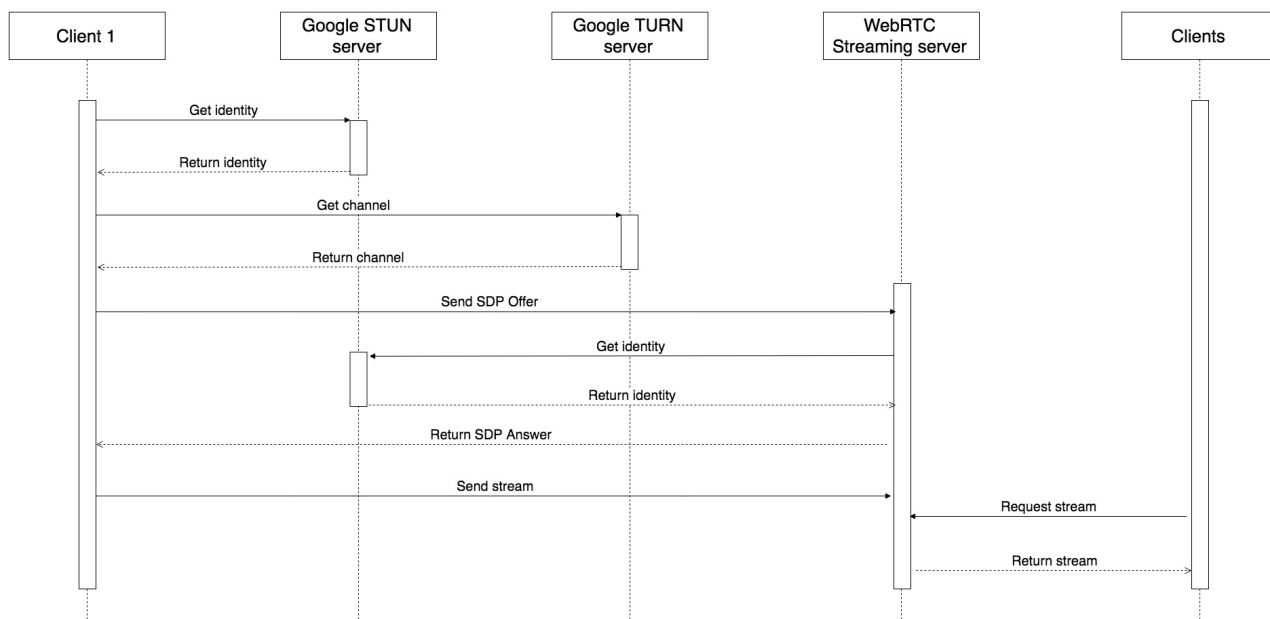 Client 1
Google STUN
server
Google TURN
server
WebRTC
Streaming server
Clients
Get identity
Return identity
Get channel
Return channel
Send SDP Offer
Get identity
Return identity
Return SDP Answer
Send stream
Request stream
Return stream